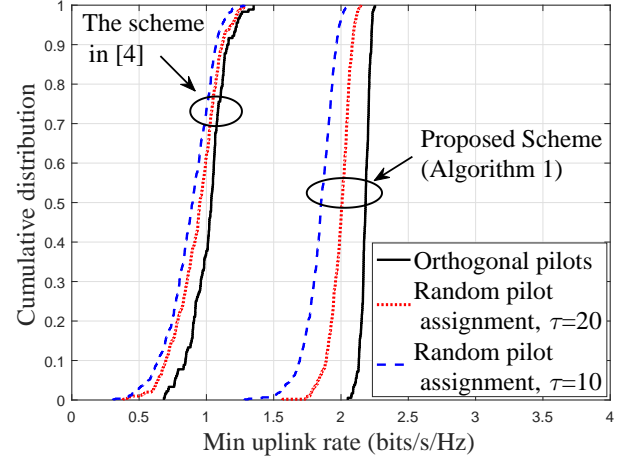 The scheme
in [4]
Proposed Scheme
(Algorithm 1)
Orthogonal pilots
Random pilot
assignment, τ=20
Random pilot
assignment, τ=10
Cumulative distribution
1
0.9
0.8
0.7
0.6
0.5
0.4
0.3
0.2
0.1
0
0
0.5
1
1.5
2
2.5
3
3.5
4
Min uplink rate (bits/s/Hz)